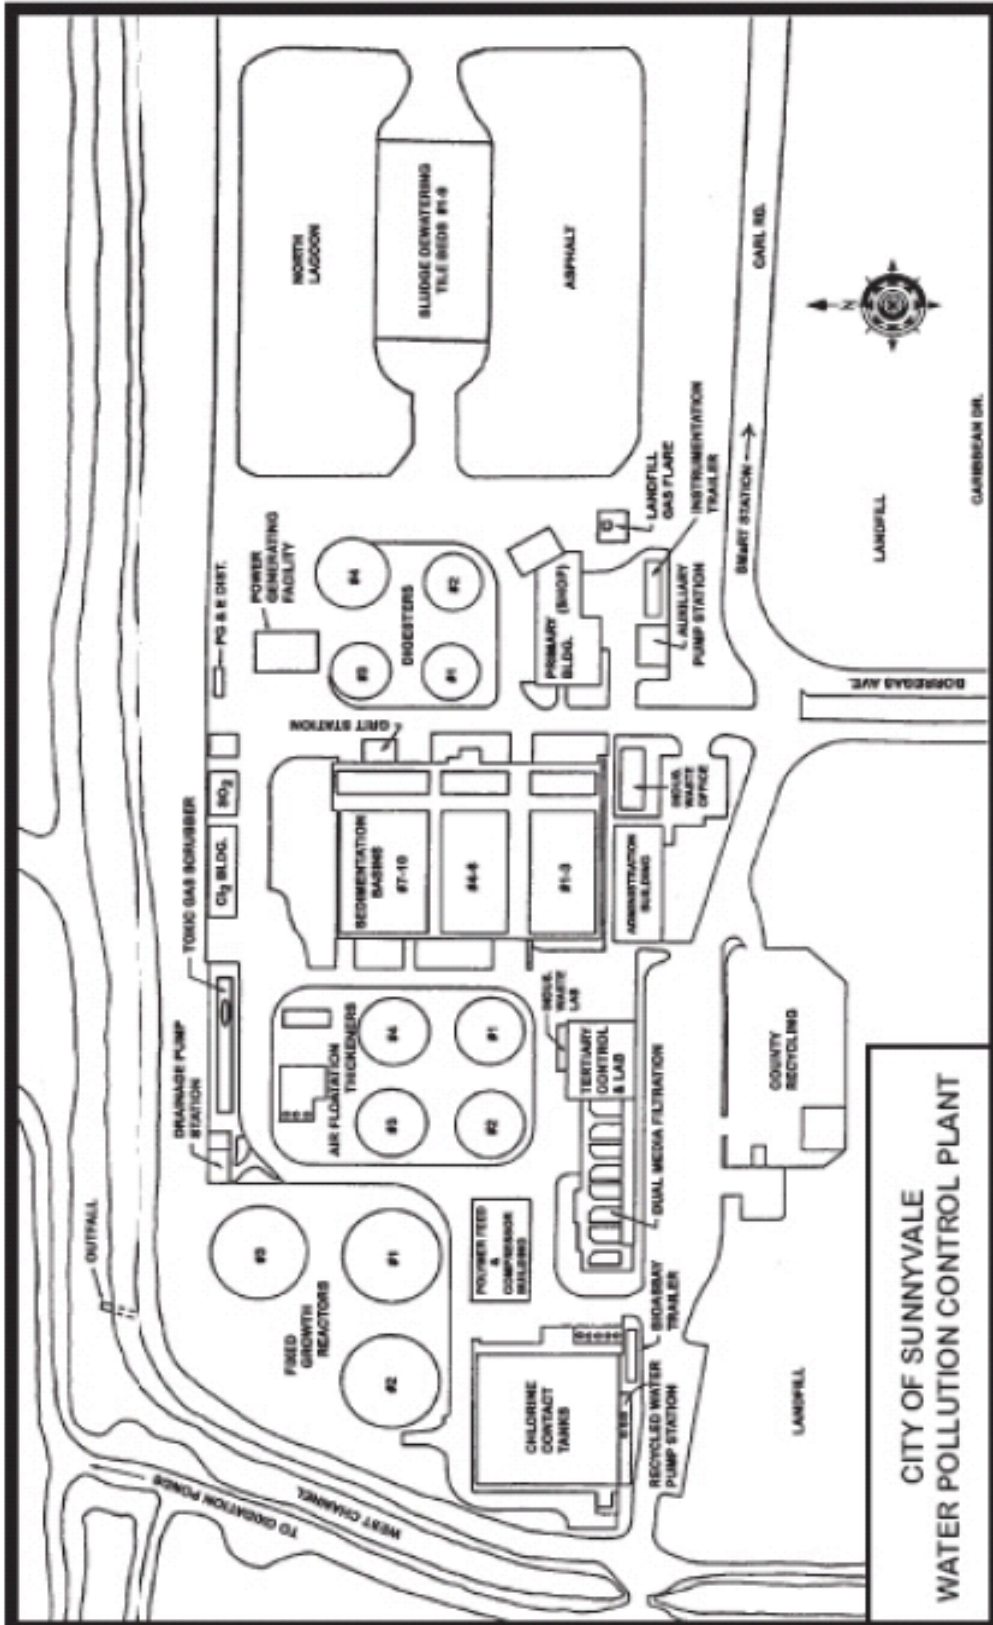 OUTFALL
TO OXIDATION PONDS
WEST CHANNEL
DRAINAGE PUMP
STATION
TOXIC GAS SCRUBBER
Cl₂ BLDG.
SO₂
PG & E DIST.
POWER
GENERATING
FACILITY
NORTH
LAGOON
SLUDGE DEWATERING
TILE BEDS #1-9
ASPHALT
FIXED
GROWTH
REACTORS
#3
#1
#2
AIR FLOATATION
THICKENERS
#4
#3
#1
#2
SEDIMENTATION
BASINS
#7-10
#4-6
#1-3
GRIT STATION
DIGESTERS
#4
#3
#2
#1
PRIMARY
BLDG.
(SHOP)
LANDFILL
GAS FLARE
INSTRUMENTATION
TRAILER
AUXILIARY
PUMP STATION
SMART STATION
CARL RD.
N
POLYMER FEED
&
COMPRESSOR
BUILDING
INDUS.
WASTE
LAB
TERTIARY
CONTROL
& LAB
DUAL MEDIA FILTRATION
ADMINISTRATION
BUILDING
INDUS.
WASTE
OFFICE
CHLORINE
CONTACT
TANKS
BIOASSAY
TRAILER
RECYCLED WATER
PUMP STATION
LANDFILL
COUNTY
RECYCLING
BORREGAS AVE.
LANDFILL
CARIBBEAN DR.
CITY OF SUNNYVALE
WATER POLLUTION CONTROL PLANT